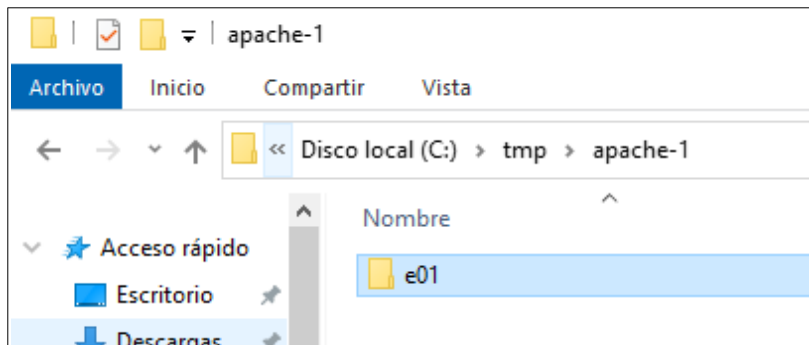 apache-1
Archivo Inicio Compartir Vista
« Disco local (C:) › tmp › apache-1
Nombre
Acceso rápido
e01
Escritorio
Descargas